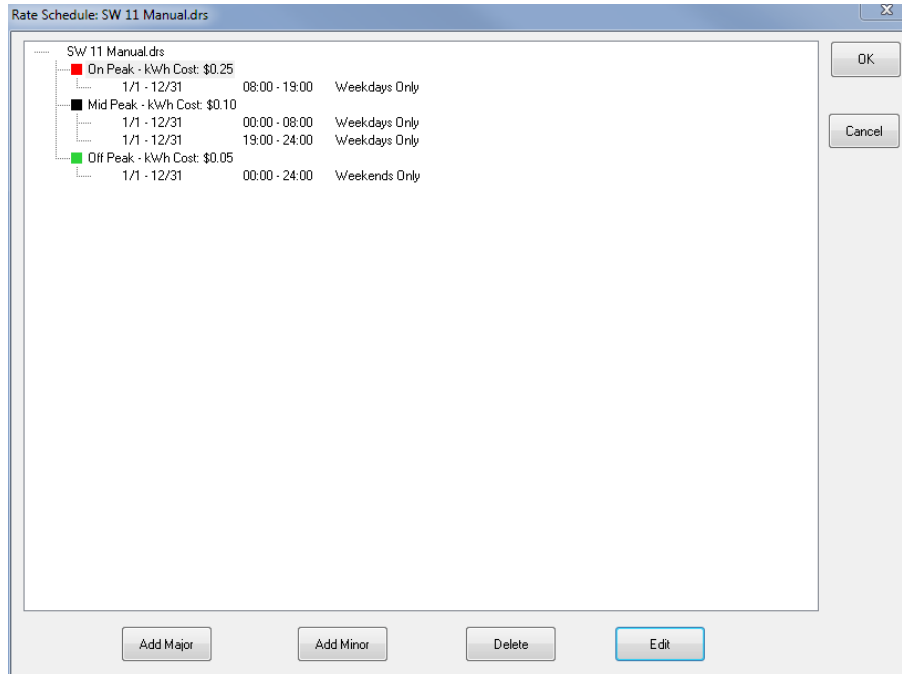 Rate Schedule: SW 11 Manual.drs
SW 11 Manual.drs
On Peak - kWh Cost: $0.25
1/1 - 12/31 08:00 - 19:00 Weekdays Only
Mid Peak - kWh Cost: $0.10
1/1 - 12/31 00:00 - 08:00 Weekdays Only
1/1 - 12/31 19:00 - 24:00 Weekdays Only
Off Peak - kWh Cost: $0.05
1/1 - 12/31 00:00 - 24:00 Weekends Only
OK
Cancel
Add Major Add Minor Delete Edit